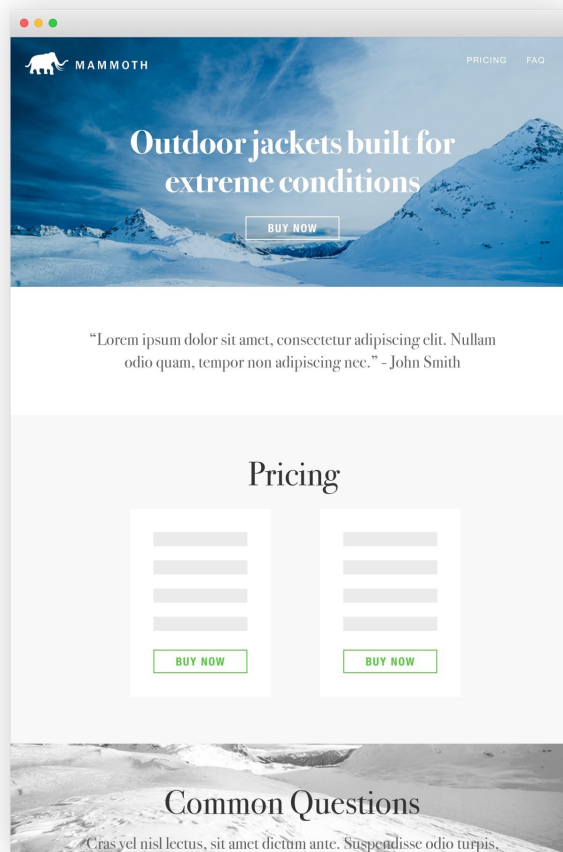 MAMMOTH
PRICING FAQ
Outdoor jackets built for
extreme conditions
BUY NOW
“Lorem ipsum dolor sit amet, consectetur adipiscing elit. Nullam
odio quam, tempor non adipiscing nec.” - John Smith
Pricing
BUY NOW BUY NOW
Common Questions
Cras vel nisl lectus, sit amet dictum ante. Suspendisse odio turpis,